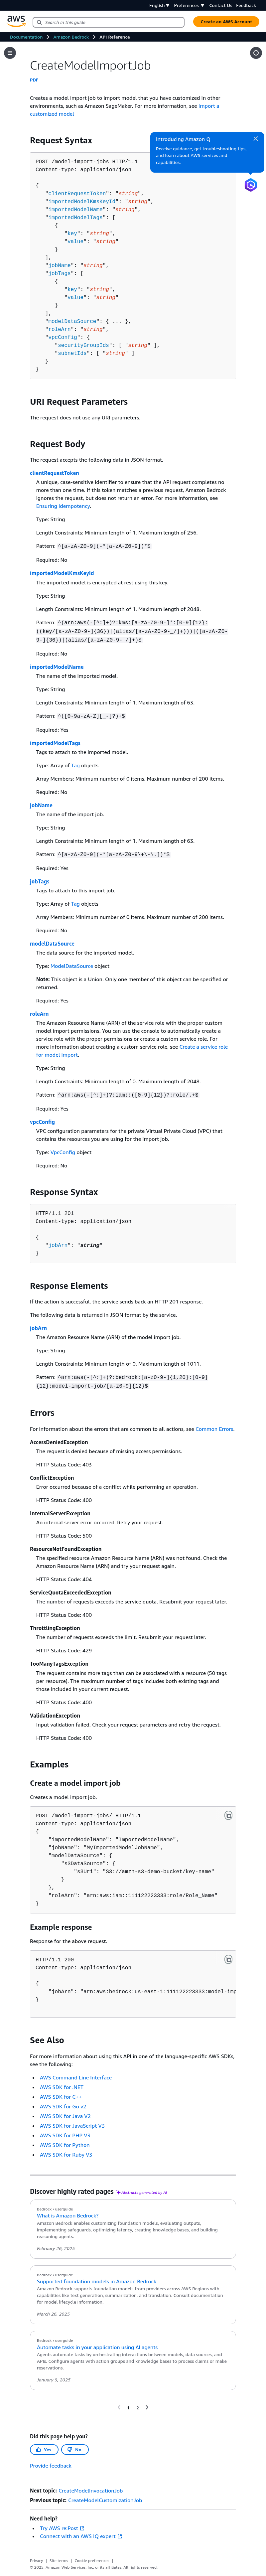 English ▼ Preferences ▼ Contact Us Feedback
aws
Search in this guide
Create an AWS Account
Documentation > Amazon Bedrock > API Reference
CreateModelImportJob
PDF
Creates a model import job to import model that you have customized in other
environments, such as Amazon SageMaker. For more information, see Import a
customized model
Introducing Amazon Q
Receive guidance, get troubleshooting tips,
and learn about AWS services and
capabilities.
Request Syntax
POST /model-import-jobs HTTP/1.1
Content-type: application/json
{
"clientRequestToken": "string",
"importedModelKmsKeyId": "string",
"importedModelName": "string",
"importedModelTags": [
{
"key": "string",
"value": "string"
}
],
"jobName": "string",
"jobTags": [
{
"key": "string",
"value": "string"
}
],
"modelDataSource": { ... },
"roleArn": "string",
"vpcConfig": {
"securityGroupIds": [ "string" ],
"subnetIds": [ "string" ]
}
}
URI Request Parameters
The request does not use any URI parameters.
Request Body
The request accepts the following data in JSON format.
clientRequestToken
A unique, case-sensitive identifier to ensure that the API request completes no
more than one time. If this token matches a previous request, Amazon Bedrock
ignores the request, but does not return an error. For more information, see
Ensuring idempotency.
Type: String
Length Constraints: Minimum length of 1. Maximum length of 256.
Pattern: ^[a-zA-Z0-9](-*[a-zA-Z0-9])*$
Required: No
importedModelKmsKeyId
The imported model is encrypted at rest using this key.
Type: String
Length Constraints: Minimum length of 1. Maximum length of 2048.
Pattern: ^(arn:aws(-[^:]+)?:kms:[a-zA-Z0-9-]*:[0-9]{12}:
((key/[a-zA-Z0-9-]{36})|(alias/[a-zA-Z0-9-_/]+)))|([a-zA-Z0-
9-]{36})|(alias/[a-zA-Z0-9-_/]+)$
Required: No
importedModelName
The name of the imported model.
Type: String
Length Constraints: Minimum length of 1. Maximum length of 63.
Pattern: ^([0-9a-zA-Z][_-]?)+$
Required: Yes
importedModelTags
Tags to attach to the imported model.
Type: Array of Tag objects
Array Members: Minimum number of 0 items. Maximum number of 200 items.
Required: No
jobName
The name of the import job.
Type: String
Length Constraints: Minimum length of 1. Maximum length of 63.
Pattern: ^[a-zA-Z0-9](-*[a-zA-Z0-9\+\-\.])*$
Required: Yes
jobTags
Tags to attach to this import job.
Type: Array of Tag objects
Array Members: Minimum number of 0 items. Maximum number of 200 items.
Required: No
modelDataSource
The data source for the imported model.
Type: ModelDataSource object
Note: This object is a Union. Only one member of this object can be specified or
returned.
Required: Yes
roleArn
The Amazon Resource Name (ARN) of the service role with the proper custom
model import permissions. You can use the console to automatically create a
service role with the proper permissions or create a custom service role. For
more information about creating a custom service role, see Create a service role
for model import.
Type: String
Length Constraints: Minimum length of 0. Maximum length of 2048.
Pattern: ^arn:aws(-[^:]+)?:iam::([0-9]{12})?:role/.+$
Required: Yes
vpcConfig
VPC configuration parameters for the private Virtual Private Cloud (VPC) that
contains the resources you are using for the import job.
Type: VpcConfig object
Required: No
Response Syntax
HTTP/1.1 201
Content-type: application/json
{
"jobArn": "string"
}
Response Elements
If the action is successful, the service sends back an HTTP 201 response.
The following data is returned in JSON format by the service.
jobArn
The Amazon Resource Name (ARN) of the model import job.
Type: String
Length Constraints: Minimum length of 0. Maximum length of 1011.
Pattern: ^arn:aws(-[^:]+)?:bedrock:[a-z0-9-]{1,20}:[0-9]
{12}:model-import-job/[a-z0-9]{12}$
Errors
For information about the errors that are common to all actions, see Common Errors.
AccessDeniedException
The request is denied because of missing access permissions.
HTTP Status Code: 403
ConflictException
Error occurred because of a conflict while performing an operation.
HTTP Status Code: 400
InternalServerException
An internal server error occurred. Retry your request.
HTTP Status Code: 500
ResourceNotFoundException
The specified resource Amazon Resource Name (ARN) was not found. Check the
Amazon Resource Name (ARN) and try your request again.
HTTP Status Code: 404
ServiceQuotaExceededException
The number of requests exceeds the service quota. Resubmit your request later.
HTTP Status Code: 400
ThrottlingException
The number of requests exceeds the limit. Resubmit your request later.
HTTP Status Code: 429
TooManyTagsException
The request contains more tags than can be associated with a resource (50 tags
per resource). The maximum number of tags includes both existing tags and
those included in your current request.
HTTP Status Code: 400
ValidationException
Input validation failed. Check your request parameters and retry the request.
HTTP Status Code: 400
Examples
Create a model import job
Creates a model import job.
POST /model-import-jobs/ HTTP/1.1
Content-type: application/json
{
"importedModelName": "ImportedModelName",
"jobName": "MyImportedModelJobName",
"modelDataSource": {
"s3DataSource": {
"s3Uri": "S3://amzn-s3-demo-bucket/key-name"
}
},
"roleArn": "arn:aws:iam::111122223333:role/Role_Name"
}
Example response
Response for the above request.
HTTP/1.1 200
Content-type: application/json
{
"jobArn": "arn:aws:bedrock:us-east-1:111122223333:model-imp
}
See Also
For more information about using this API in one of the language-specific AWS SDKs,
see the following:
• AWS Command Line Interface
• AWS SDK for .NET
• AWS SDK for C++
• AWS SDK for Go v2
• AWS SDK for Java V2
• AWS SDK for JavaScript V3
• AWS SDK for PHP V3
• AWS SDK for Python
• AWS SDK for Ruby V3
Discover highly rated pages Abstracts generated by AI
Bedrock › userguide
What is Amazon Bedrock?
Amazon Bedrock enables customizing foundation models, evaluating outputs,
implementing safeguards, optimizing latency, creating knowledge bases, and building
reasoning agents.
February 26, 2025
Bedrock › userguide
Supported foundation models in Amazon Bedrock
Amazon Bedrock supports foundation models from providers across AWS Regions with
capabilities like text generation, summarization, and translation. Consult documentation
for model lifecycle information.
March 26, 2025
Bedrock › userguide
Automate tasks in your application using AI agents
Agents automate tasks by orchestrating interactions between models, data sources, and
APIs. Configure agents with action groups and knowledge bases to process claims or make
reservations.
January 9, 2025
1 2
Did this page help you?
Yes No
Provide feedback
Next topic: CreateModelInvocationJob
Previous topic: CreateModelCustomizationJob
Need help?
• Try AWS re:Post
• Connect with an AWS IQ expert
Privacy | Site terms | Cookie preferences |
© 2025, Amazon Web Services, Inc. or its affiliates. All rights reserved.